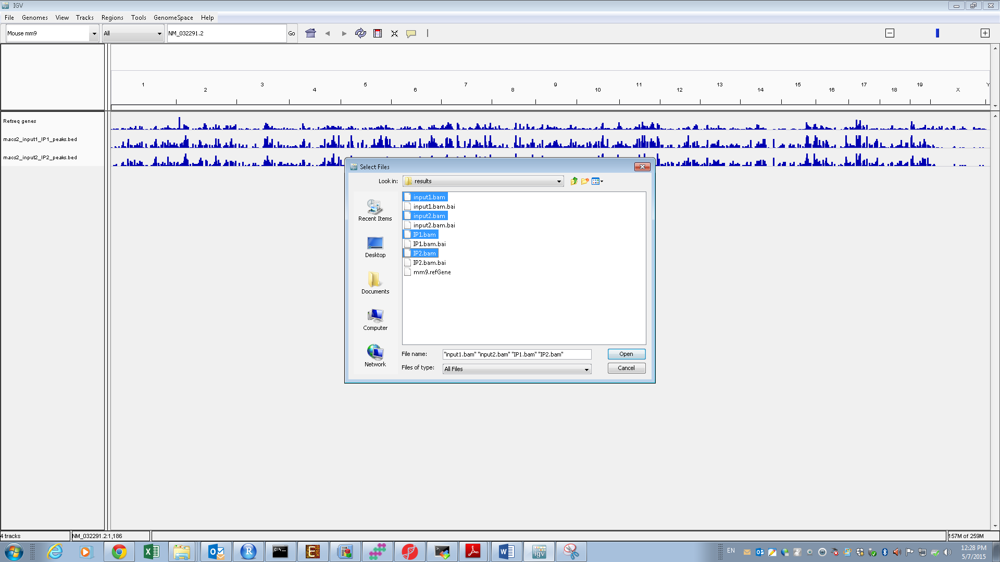 IGV
File Genomes View Tracks Regions Tools GenomeSpace Help
Mouse mm9 All NM_032291.2 Go
1 2 3 4 5 6 7 8 9 10 11 12 13 14 15 16 17 18 19 X Y
Refseq genes
macs2_input1_IP1_peaks.bed
macs2_input2_IP2_peaks.bed
Select Files
Look in: results
Recent Items
Desktop
Documents
Computer
Network
input1.bam
input1.bam.bai
input2.bam
input2.bam.bai
IP1.bam
IP1.bam.bai
IP2.bam
IP2.bam.bai
mm9.refGene
File name: "input1.bam" "input2.bam" "IP1.bam" "IP2.bam" Open
Files of type: All Files Cancel
4 tracks NM_032291.2:1,186 157M of 259M
EN 12:28 PM
5/7/2015